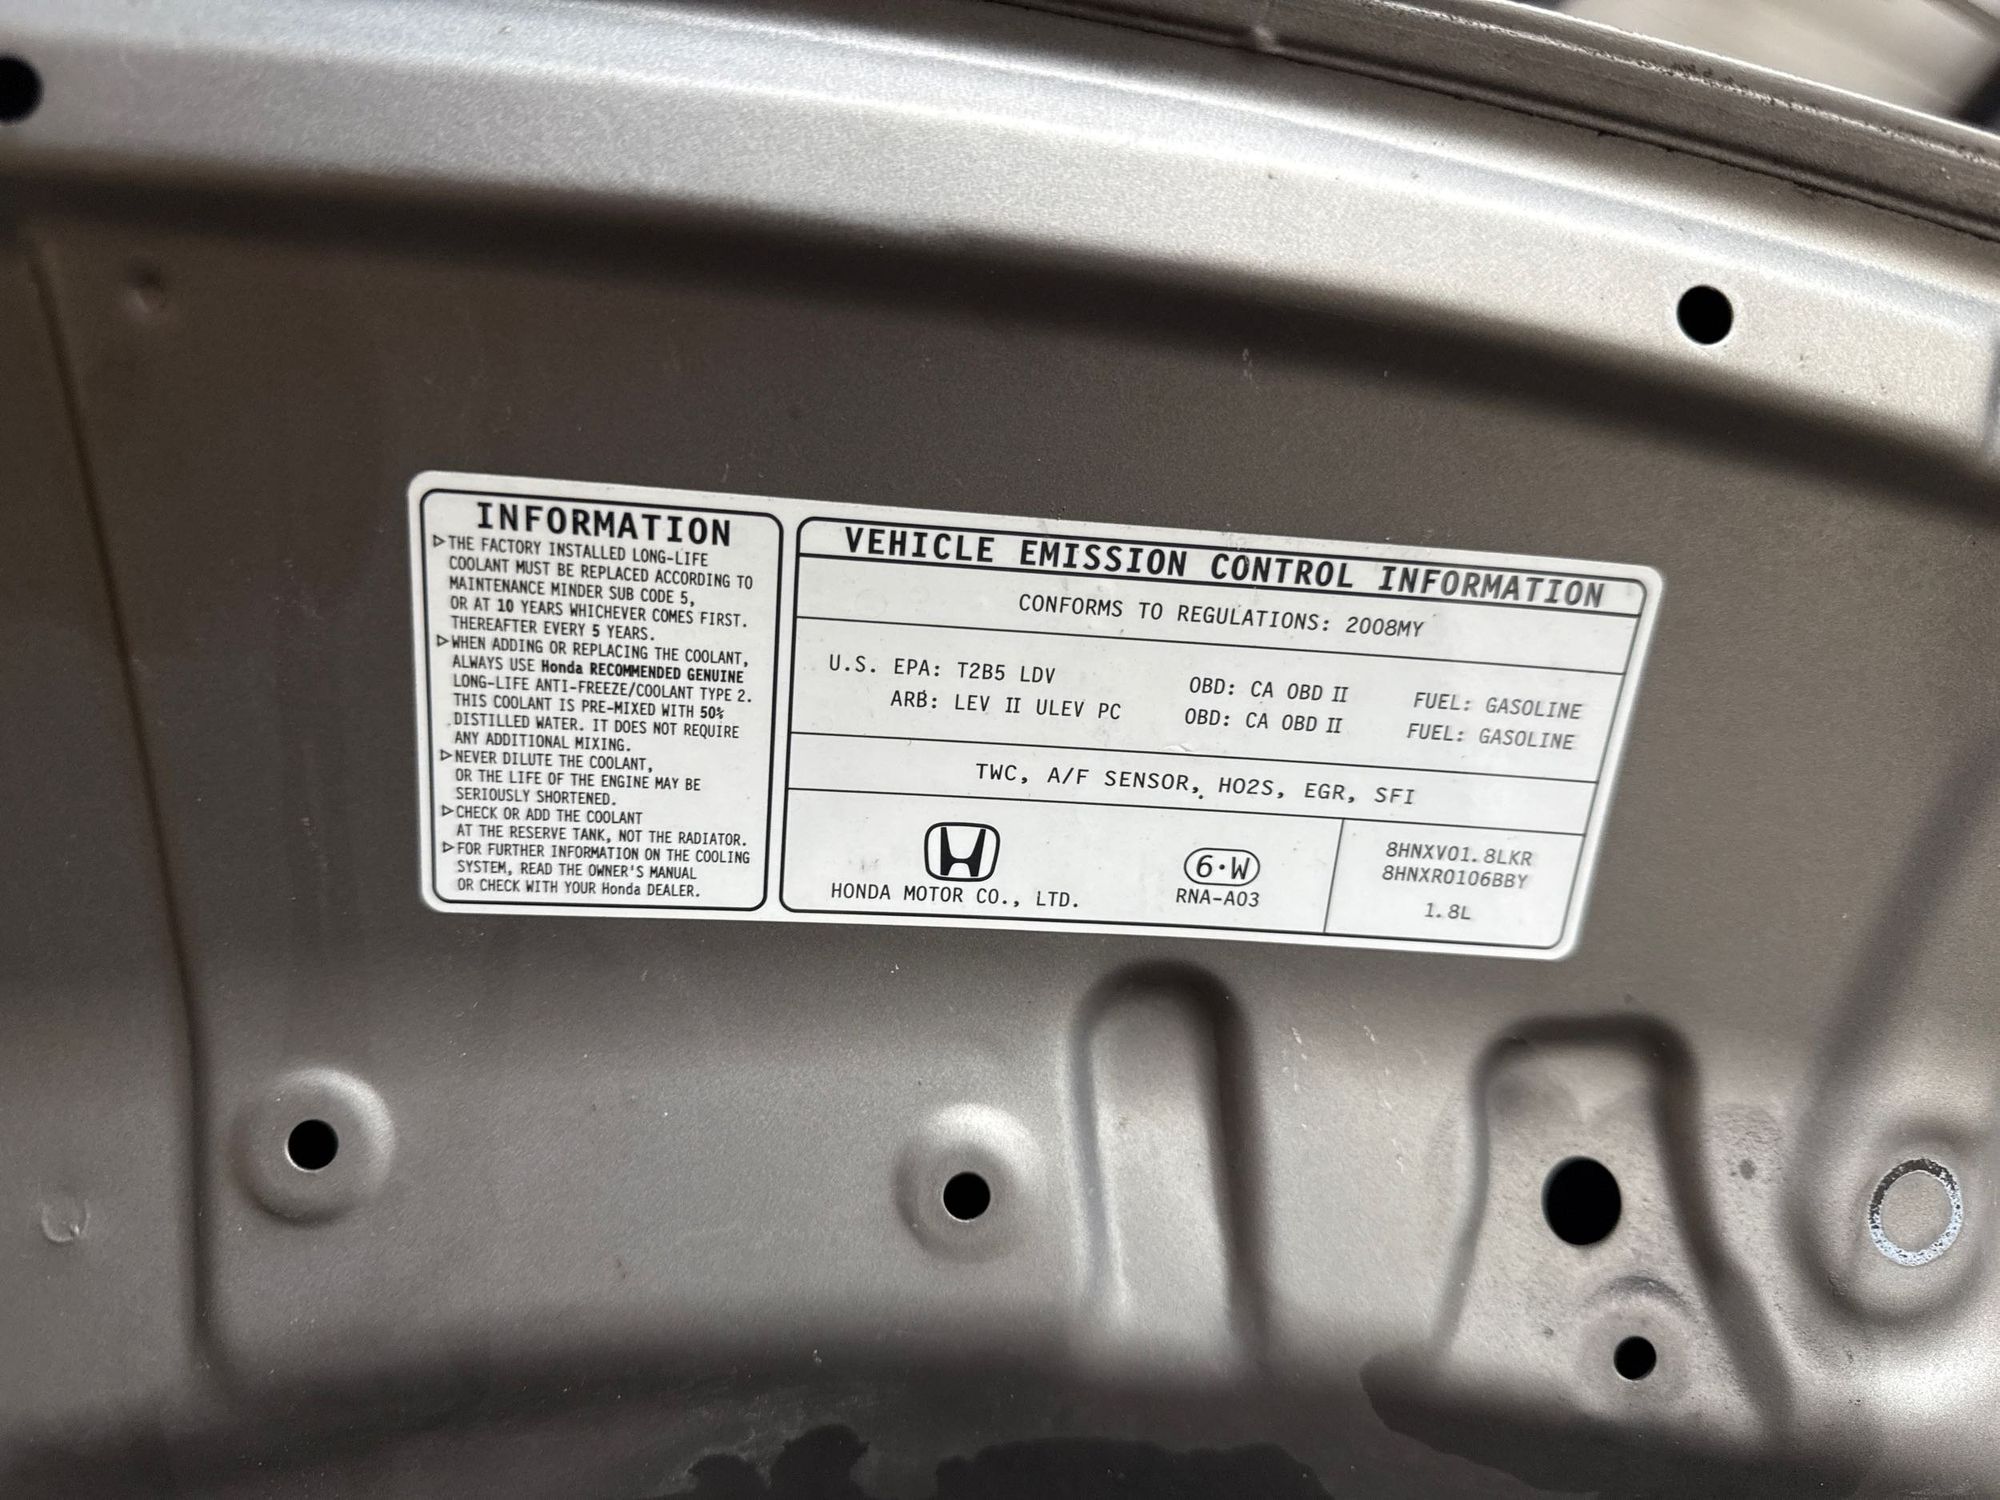 INFORMATION
▷THE FACTORY INSTALLED LONG-LIFE
COOLANT MUST BE REPLACED ACCORDING TO
MAINTENANCE MINDER SUB CODE 5,
OR AT 10 YEARS WHICHEVER COMES FIRST.
THEREAFTER EVERY 5 YEARS.
▷WHEN ADDING OR REPLACING THE COOLANT,
ALWAYS USE Honda RECOMMENDED GENUINE
LONG-LIFE ANTI-FREEZE/COOLANT TYPE 2.
THIS COOLANT IS PRE-MIXED WITH 50%
DISTILLED WATER. IT DOES NOT REQUIRE
ANY ADDITIONAL MIXING.
▷NEVER DILUTE THE COOLANT,
OR THE LIFE OF THE ENGINE MAY BE
SERIOUSLY SHORTENED.
▷CHECK OR ADD THE COOLANT
AT THE RESERVE TANK, NOT THE RADIATOR.
▷FOR FURTHER INFORMATION ON THE COOLING
SYSTEM, READ THE OWNER'S MANUAL
OR CHECK WITH YOUR Honda DEALER.
VEHICLE EMISSION CONTROL INFORMATION
CONFORMS TO REGULATIONS: 2008MY
U.S. EPA: T2B5 LDV OBD: CA OBD II FUEL: GASOLINE
ARB: LEV II ULEV PC OBD: CA OBD II FUEL: GASOLINE
TWC, A/F SENSOR, HO2S, EGR, SFI
HONDA MOTOR CO., LTD.
6·W
RNA-A03
8HNXV01.8LKR
8HNXR0106BBY
1.8L